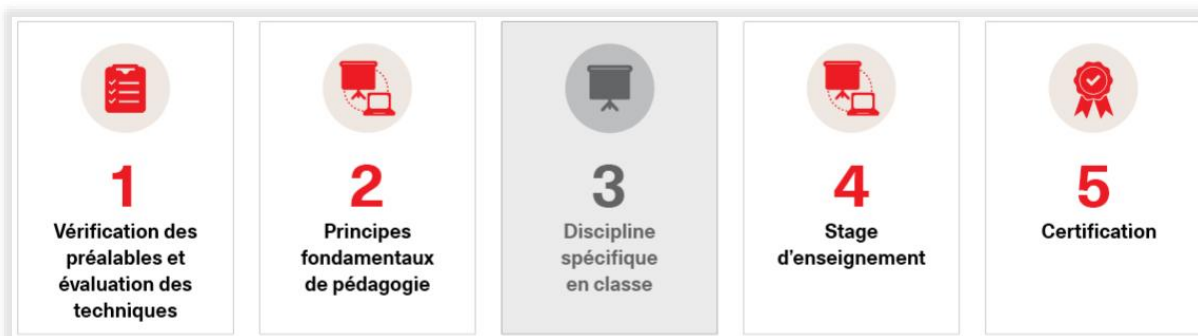 1
Vérification des
préalables et
évaluation des
techniques
2
Principes
fondamentaux
de pédagogie
3
Discipline
spécifique
en classe
4
Stage
d'enseignement
5
Certification